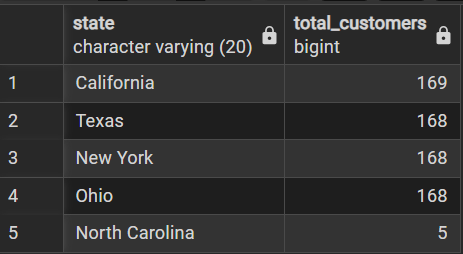 state total_customers
character varying (20) bigint
1 California 169
2 Texas 168
3 New York 168
4 Ohio 168
5 North Carolina 5